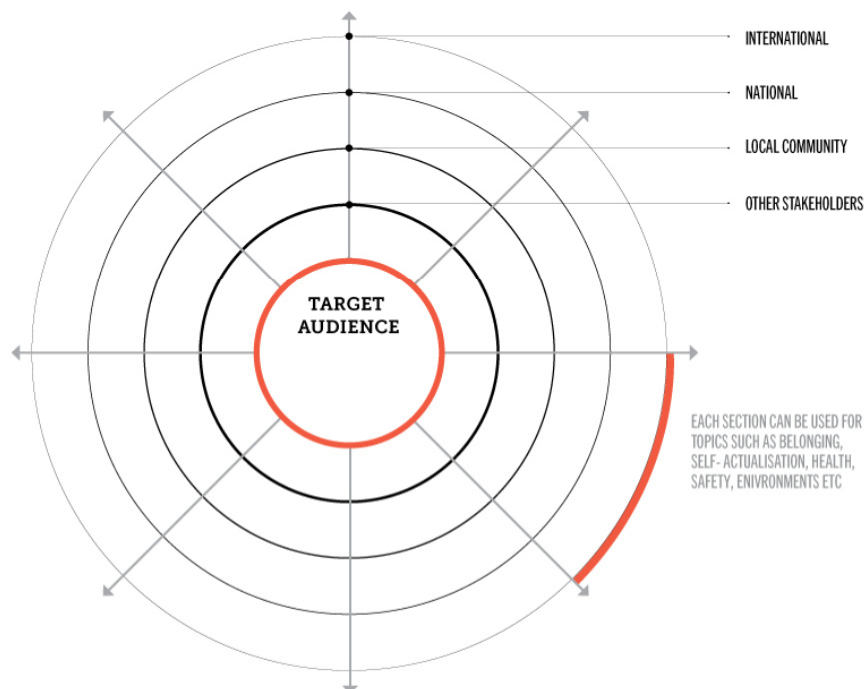 INTERNATIONAL
NATIONAL
LOCAL COMMUNITY
OTHER STAKEHOLDERS
TARGET
AUDIENCE
EACH SECTION CAN BE USED FOR
TOPICS SUCH AS BELONGING,
SELF- ACTUALISATION, HEALTH,
SAFETY, ENIVRONMENTS ETC